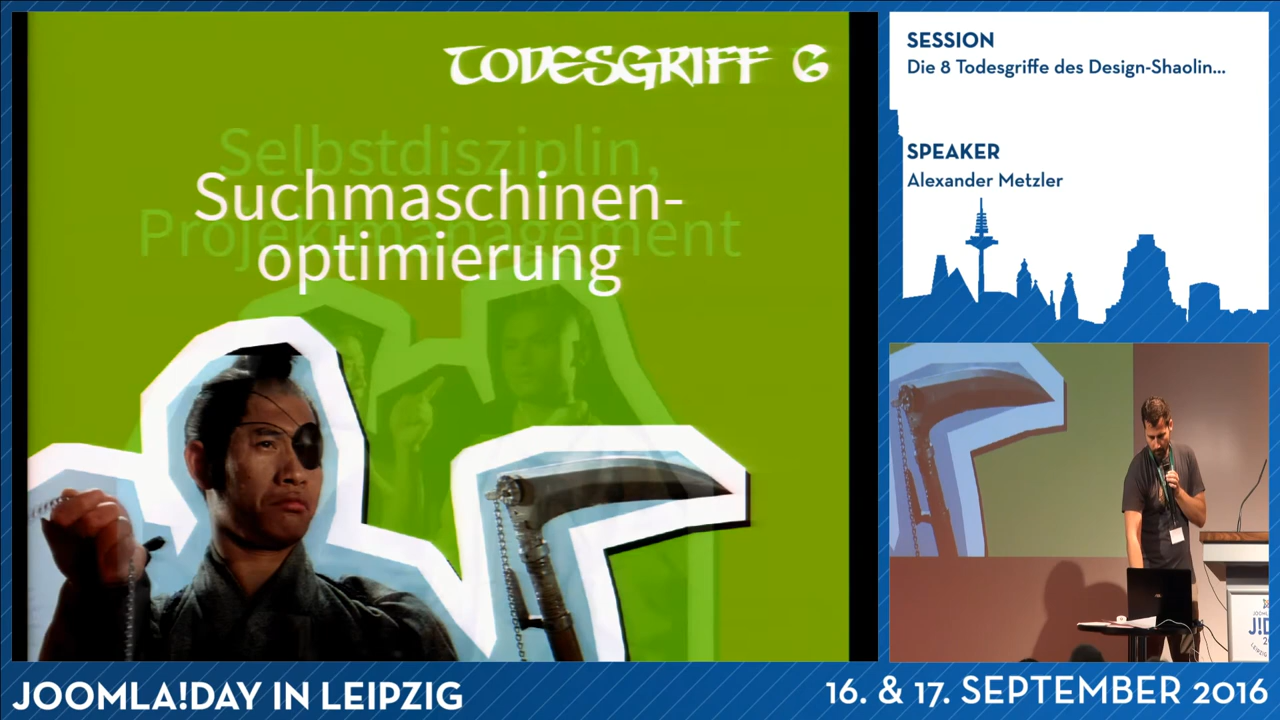 TODESGRIFF 6
Selbstdisziplin,
Projektmanagement
Suchmaschinen-
optimierung
SESSION
Die 8 Todesgriffe des Design-Shaolin...
SPEAKER
Alexander Metzler
JOOMLA!DAY IN LEIPZIG
16. & 17. SEPTEMBER 2016